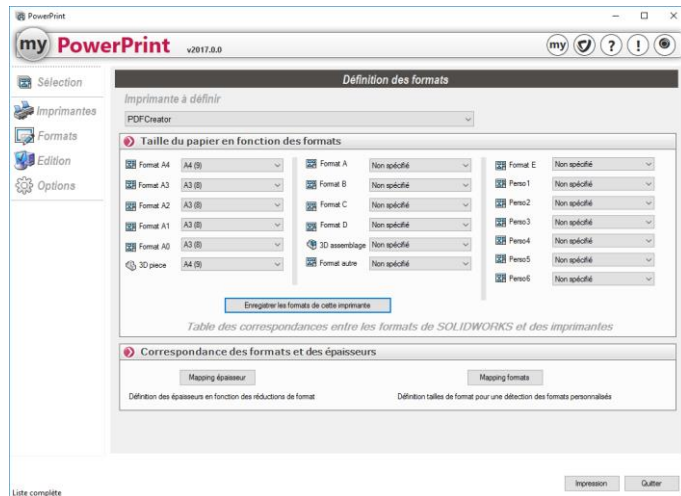 PowerPrint
my PowerPrint v2017.0.0
my ? !
Sélection
Imprimantes
Formats
Edition
Options
Définition des formats
Imprimante à définir
PDFCreator
Taille du papier en fonction des formats
Format A4 A4 (9)
Format A3 A3 (8)
Format A2 A3 (8)
Format A1 A3 (8)
Format A0 A3 (8)
3D piece A4 (9)
Format A Non spécifié
Format B Non spécifié
Format C Non spécifié
Format D Non spécifié
3D assemblage Non spécifié
Format autre Non spécifié
Format E Non spécifié
Perso1 Non spécifié
Perso2 Non spécifié
Perso3 Non spécifié
Perso4 Non spécifié
Perso5 Non spécifié
Perso6 Non spécifié
Enregistrer les formats de cette imprimante
Table des correspondances entre les formats de SOLIDWORKS et des imprimantes
Correspondance des formats et des épaisseurs
Mapping épaisseur
Mapping formats
Définition des épaisseurs en fonction des réductions de format
Définition tailles de format pour une détection des formats personnalisés
Impression
Quitter
Liste complète